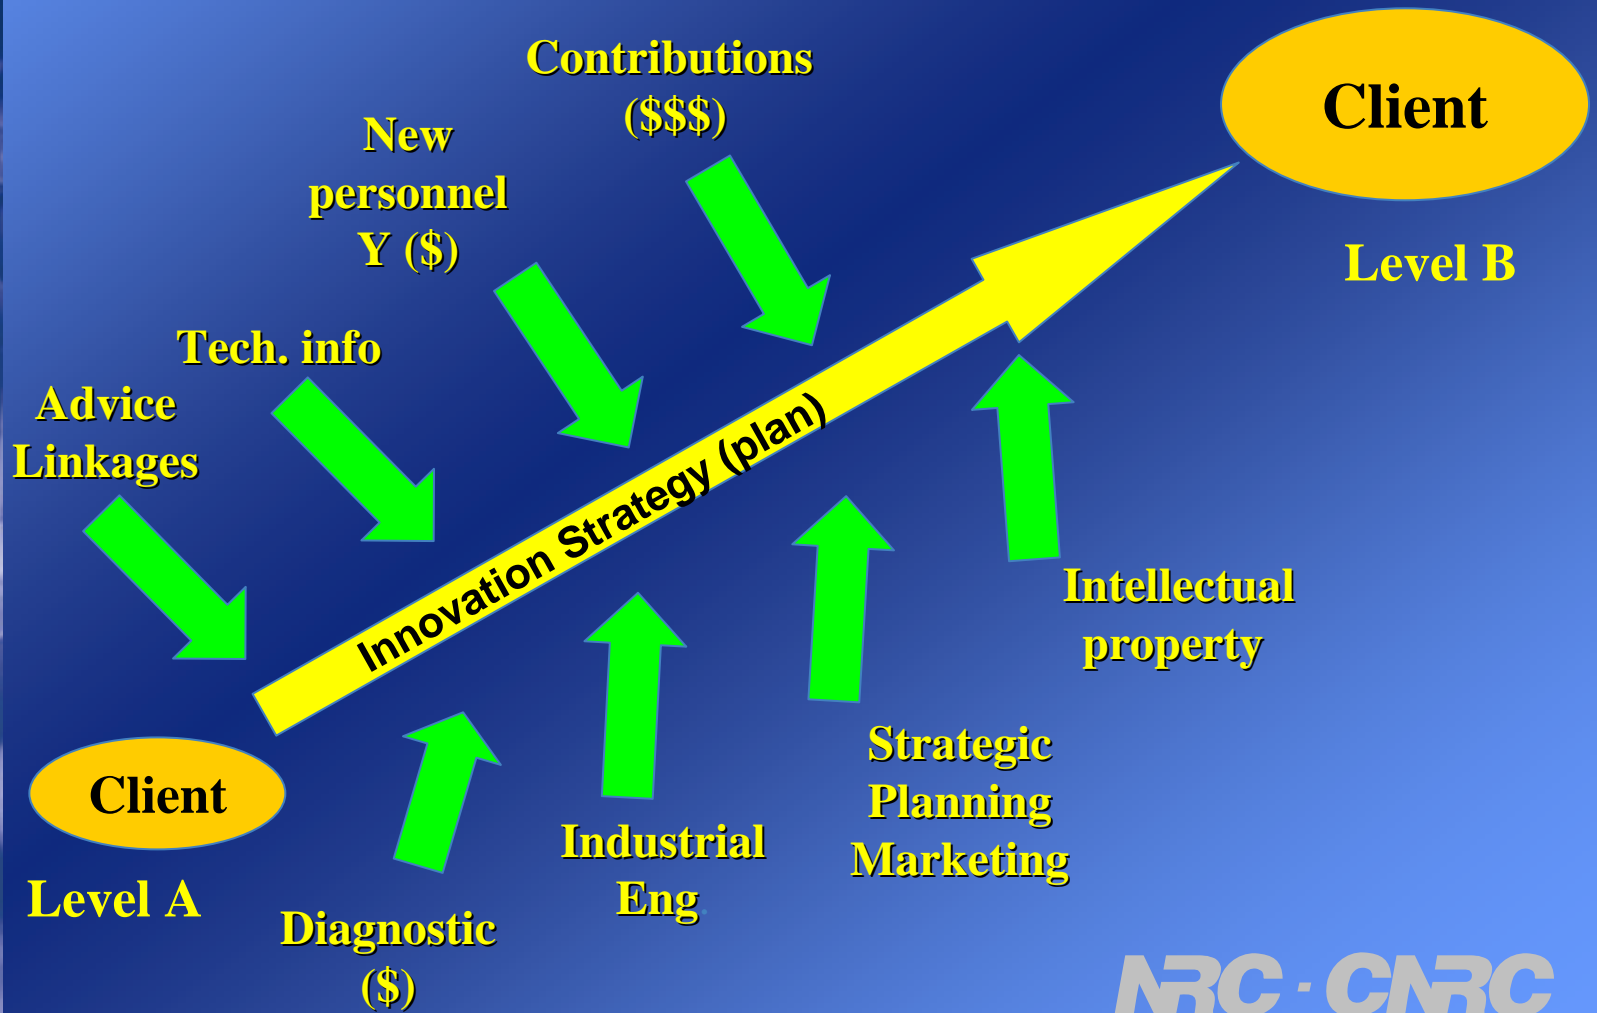 Contributions
($$$)
Client
New
personnel
Y ($)
Level B
Tech. info
Advice
Linkages
Innovation Strategy (plan)
Intellectual
property
Strategic
Planning
Marketing
Client
Industrial
Eng.
Level A
Diagnostic
($)
NRC · CNRC